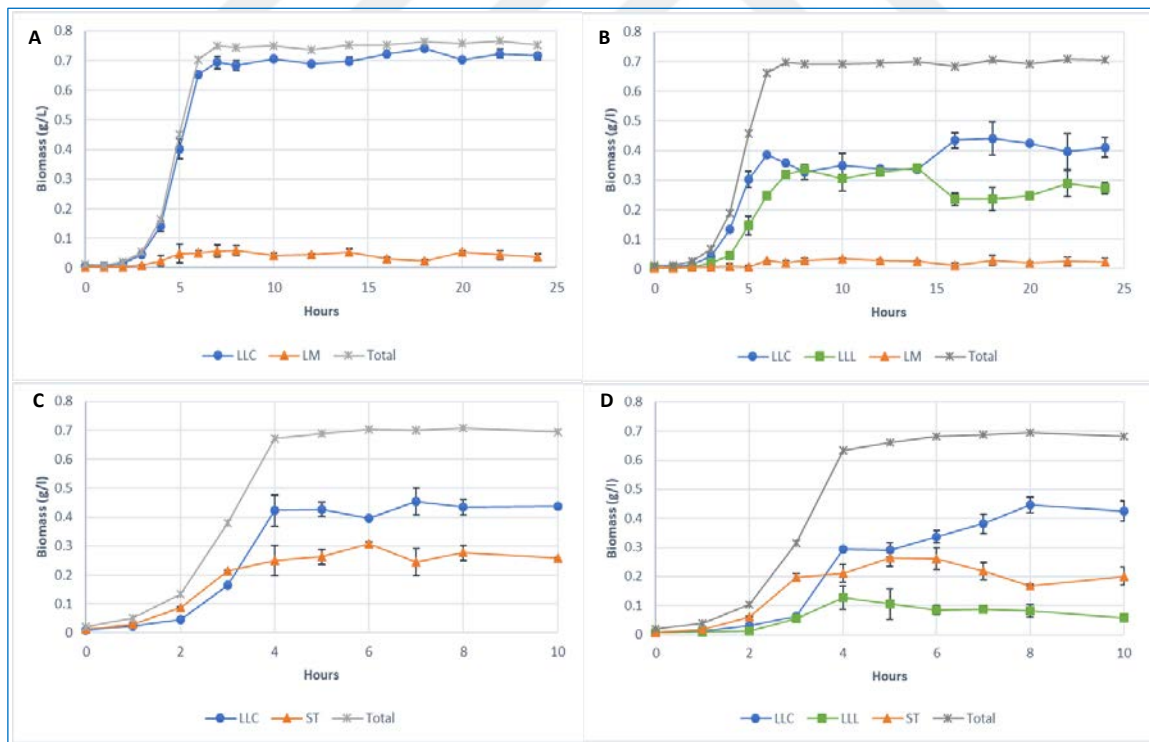 A
0.8
0.7
0.6
0.5
0.4
0.3
0.2
0.1
0
Biomass (g/L)
0 5 10 15 20 25
Hours
LLC LM Total
B
0.8
0.7
0.6
0.5
0.4
0.3
0.2
0.1
0
Biomass (g/l)
0 5 10 15 20 25
Hours
LLC LLL LM Total
C
0.8
0.7
0.6
0.5
0.4
0.3
0.2
0.1
0
Biomass (g/l)
0 2 4 6 8 10
Hours
LLC ST Total
D
0.8
0.7
0.6
0.5
0.4
0.3
0.2
0.1
0
Biomass (g/l)
0 2 4 6 8 10
Hours
LLC LLL ST Total